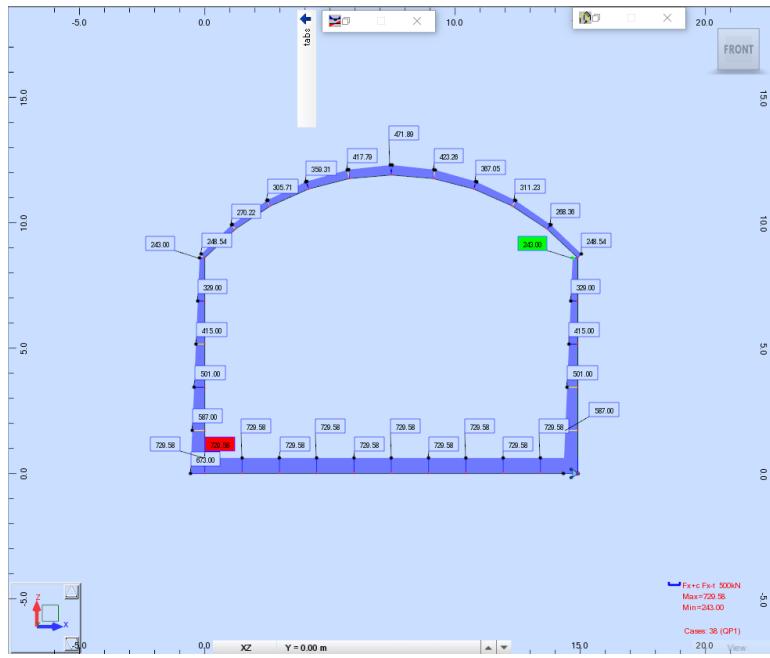 -5.0 0.0 10.0 15.0 20.0
tabs
FRONT
15.0 15.0
471.89
417.79 423.26
359.31 367.05
305.71 311.23
10.0 10.0
270.22 268.36
243.00 248.54 243.00 248.54
329.00 329.00
415.00 415.00
5.0 5.0
501.00 501.00
587.00 587.00
729.58 729.58 729.58 729.58 729.58 729.58 729.58 729.58 729.58 729.58 729.58
673.00
0.0 0.0
Fx+c Fx-t 500kN
Max=729.58
Min=243.00
-5.0 -5.0
Cases: 38 (QP1)
Z
X
-5.0 0.0 XZ Y = 0.00 m 15.0 View 20.0